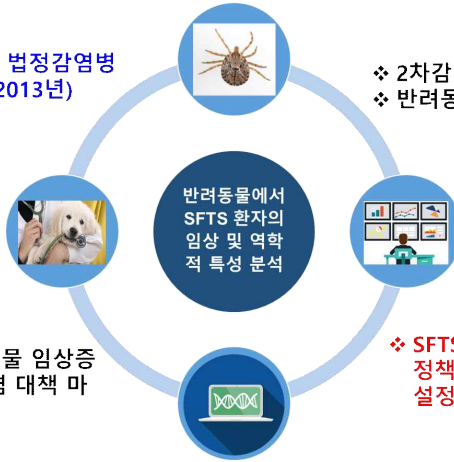 법정감염병
2013년)
❖ 2차감
❖ 반려동
반려동물에서
SFTS 환자의
임상 및 역학
적 특성 분석
물 임상증
대책 마
❖ SFTS
정책
설정